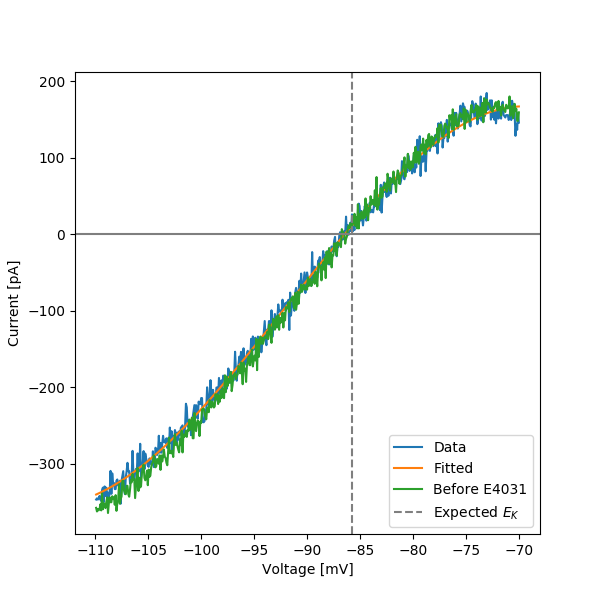 200
100
0
−100
−200
−300
Current [pA]
−110
−105
−100
−95
−90
−85
−80
−75
−70
Voltage [mV]
Data
Fitted
Before E4031
Expected $E_K$